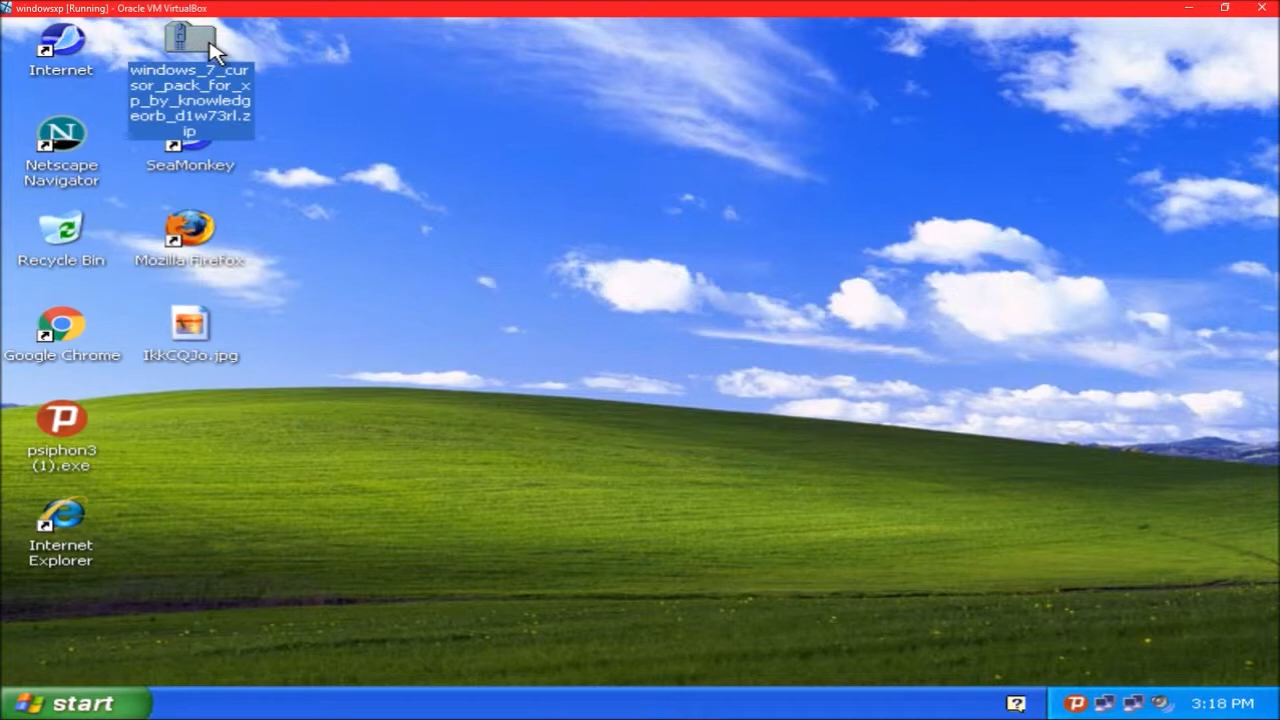 windowsxp [Running] - Oracle VM VirtualBox
Internet
windows_7_cur
sor_pack_for_x
p_by_knowledg
eorb_d1w73rl.z
ip
Netscape
Navigator
SeaMonkey
Recycle Bin
Mozilla Firefox
Google Chrome
IkkCQJo.jpg
psiphon3
(1).exe
Internet
Explorer
start
3:18 PM